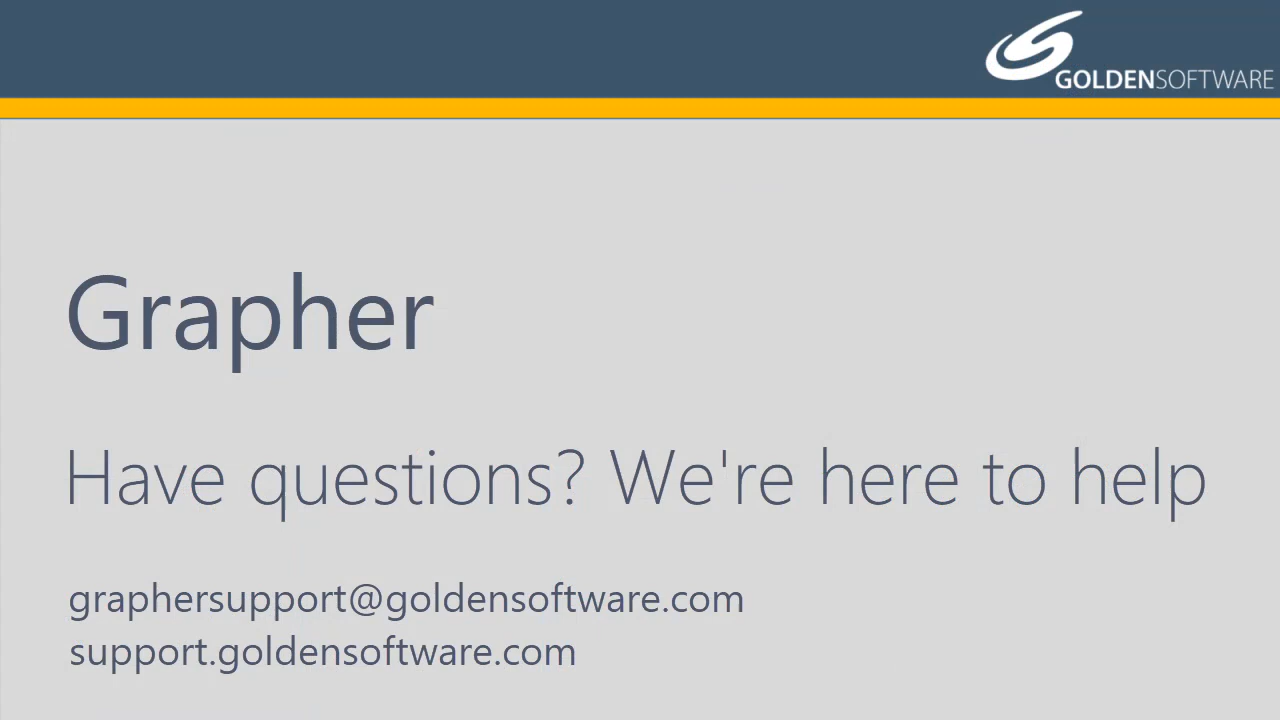 GOLDENSOFTWARE
Grapher
Have questions? We're here to help
graphersupport@goldensoftware.com
support.goldensoftware.com